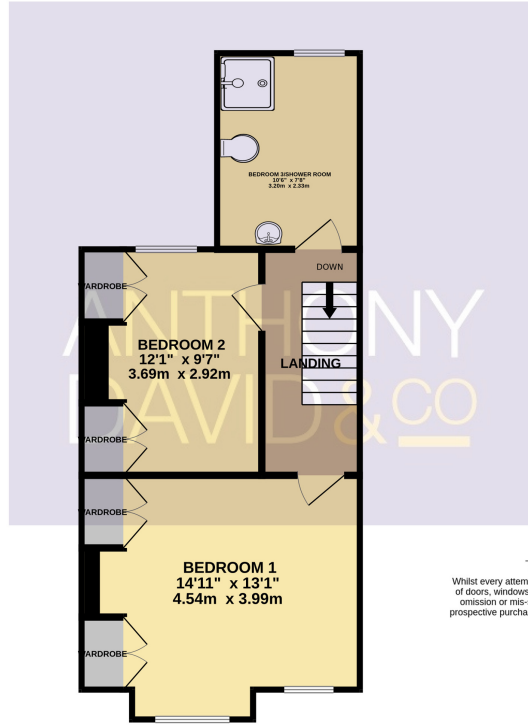 BEDROOM 3/SHOWER ROOM
10'6" x 7'8"
3.20m x 2.33m
DOWN
WARDROBE
ANTHONY
BEDROOM 2
12'1" x 9'7"
3.69m x 2.92m
LANDING
DAVID & CO
WARDROBE
WARDROBE
BEDROOM 1
14'11" x 13'1"
4.54m x 3.99m
WARDROBE
Whilst every attem
of doors, windows
omission or mis-
prospective purcha